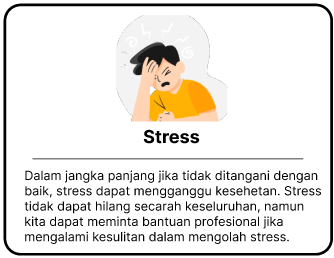 Stress
Dalam jangka panjang jika tidak ditangani dengan
baik, stress dapat mengganggu kesehetan. Stress
tidak dapat hilang secarah keseluruhan, namun
kita dapat meminta bantuan profesional jika
mengalami kesulitan dalam mengolah stress.